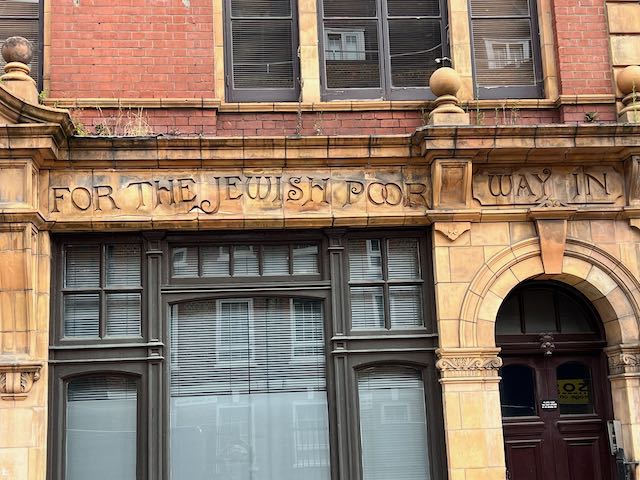 FOR THE JEWISH POOR
WAY IN